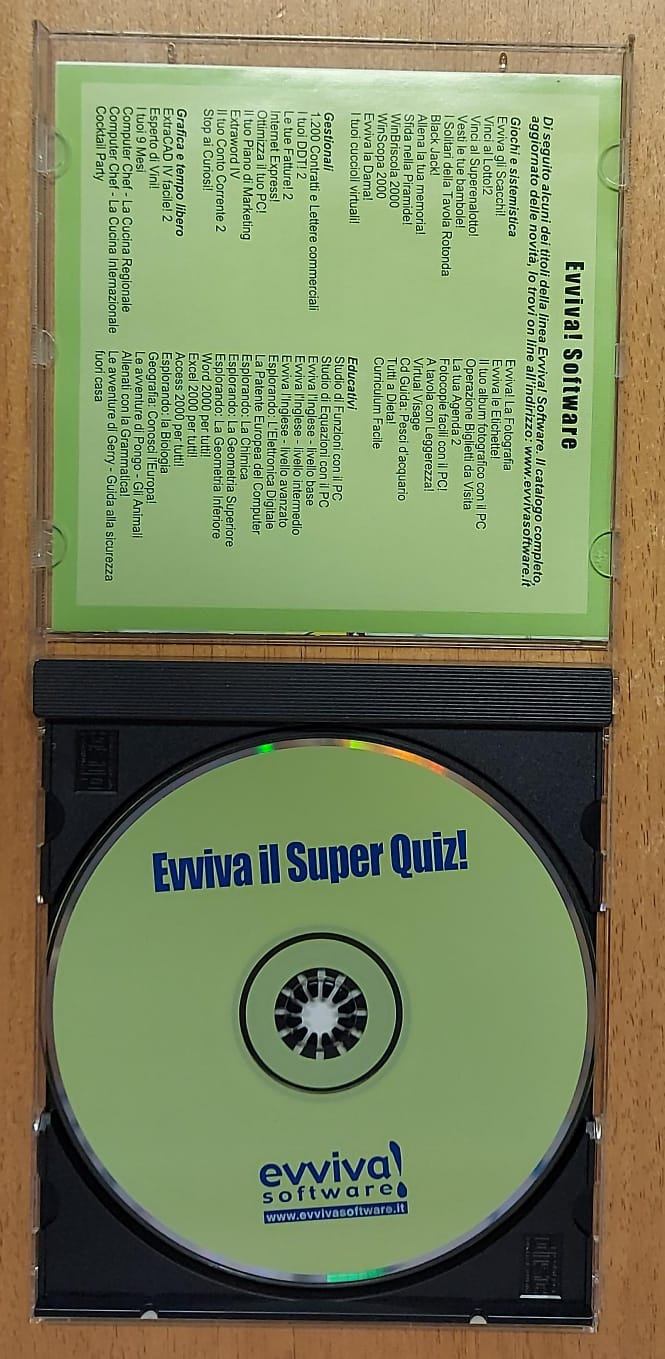 Evviva! Software
Di seguito alcuni dei titoli della linea Evviva! Software. Il catalogo completo,
aggiornato delle novità, lo trovi on line all'indirizzo: www.evvivasoftware.it
Giochi e sistemistica
Evviva gli Scacchi!
Vinci al Lotto2
Vinci al Superenalotto!
Vesti le tue bambole!
I Solitari della Tavola Rotonda
Black Jack!
Allena la tua memoria!
Sfida nella Piramide!
WinBriscola 2000
WinScopa 2000
Evviva la Dama!
I tuoi cuccioli virtuali!
Gestionali
1.200 Contratti e Lettere commerciali
I tuoi DDT! 2
Le tue Fatture! 2
Internet Express!
Ottimizza il tuo PC!
Il tuo Piano di Marketing
Extraword IV
Il tuo Conto Corrente 2
Stop ai Curiosi!
Grafica e tempo libero
ExtraCAD IV facile! 2
Esperto di Vini!
I tuoi 9 Mesi
Computer Chef - La Cucina Regionale
Computer Chef - La Cucina Internazionale
Cocktail Party
Evviva! La Fotografia
Evviva le Etichette!
Il tuo album fotografico con il PC
Operazione Biglietti da Visita
La tua Agenda 2
Fotocopie facili con il PC!
A tavola con Leggerezza!
Virtual Visage
Cd Guida: Pesci d'acquario
Tutti a Dieta!
Curriculum Facile
Educativi
Studio di Funzioni con il PC
Studio di Equazioni con il PC
Evviva l'Inglese - livello base
Evviva l'Inglese - livello intermedio
Evviva l'Inglese - livello avanzato
Esplorando: L'Elettronica Digitale
La Patente Europea del Computer
Esplorando: La Chimica
Esplorando: La Geometria Superiore
Esplorando: La Geometria Inferiore
Word 2000 per tutti!
Excel 2000 per tutti!
Access 2000 per tutti!
Esplorando: la Biologia
Geografia: Conosci l'Europa!
Le avventure di Pongo - Gli Animali
Allenati con la Grammatica!
Le avventure di Gerry - Guida alla sicurezza
fuori casa
Evviva il Super Quiz!
evviva!
software
www.evvivasoftware.it